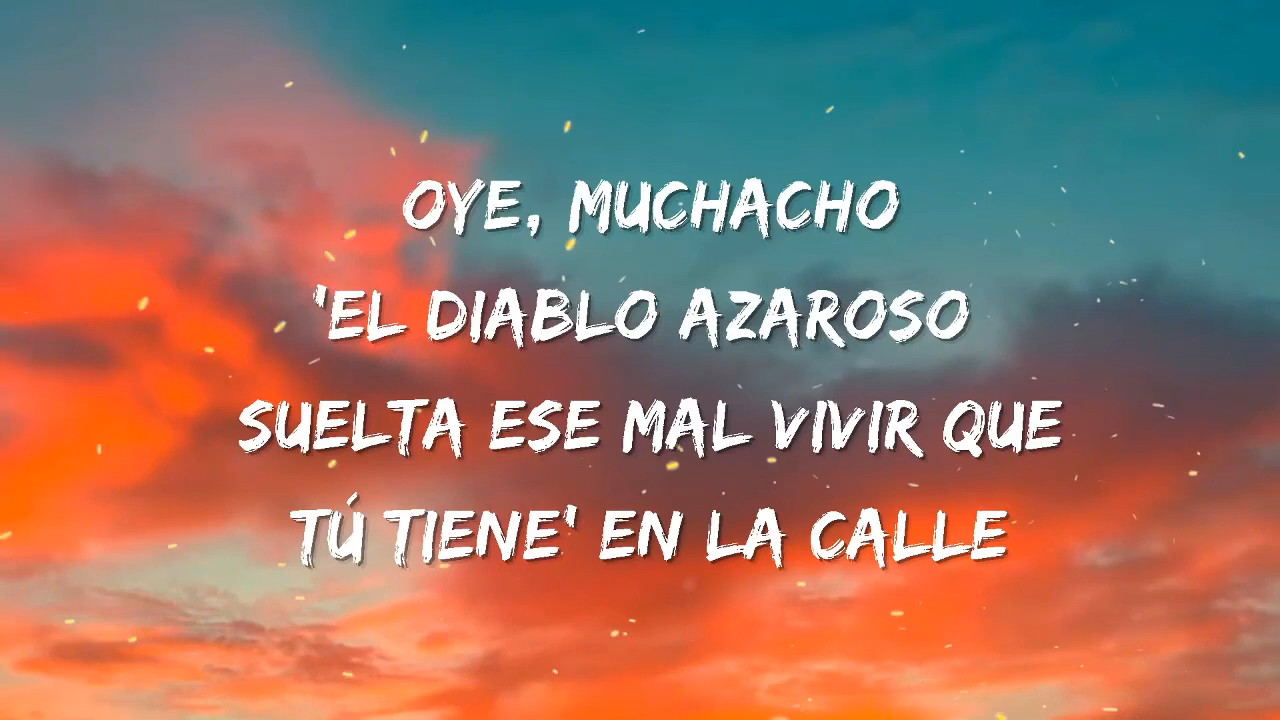 OYE, MUCHACHO
'EL DIABLO AZAROSO
SUELTA ESE MAL VIVIR QUE
TÚ TIENE' EN LA CALLE